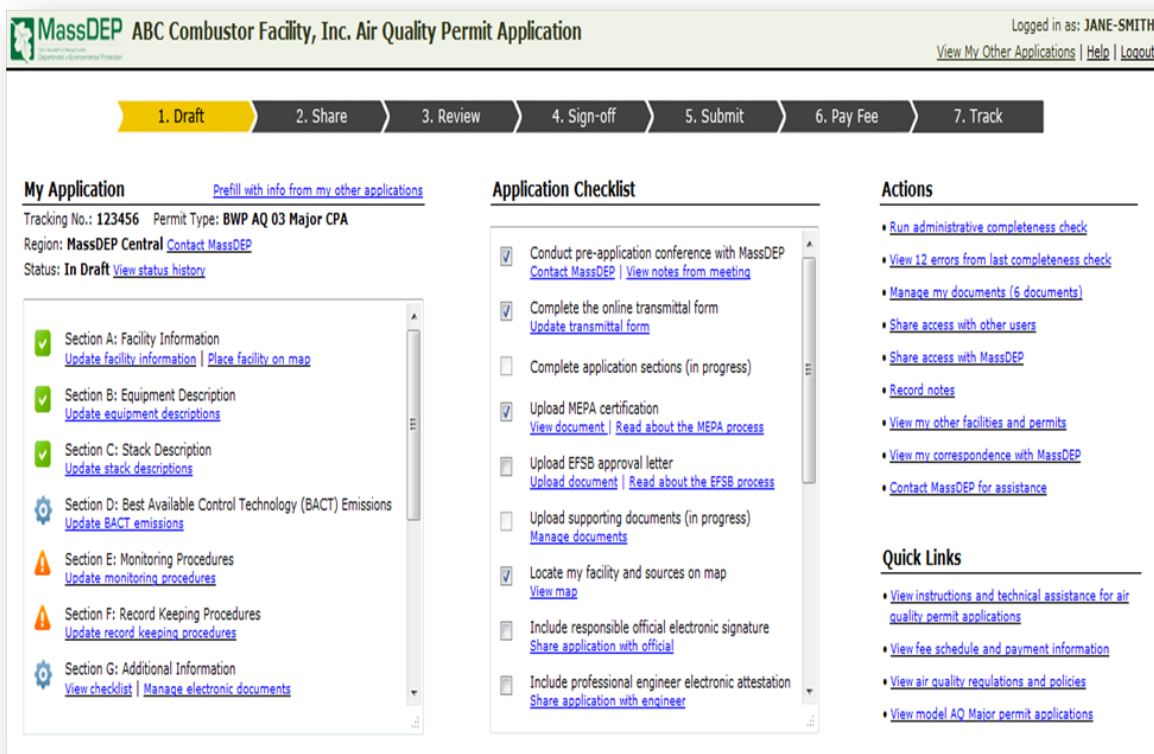 MassDEP
ABC Combustor Facility, Inc. Air Quality Permit Application
Department of Environmental Protection
Logged in as: JANE-SMITH
View My Other Applications | Help | Logout
1. Draft
2. Share
3. Review
4. Sign-off
5. Submit
6. Pay Fee
7. Track
My Application
Prefill with info from my other applications
Tracking No.: 123456 Permit Type: BWP AQ 03 Major CPA
Region: MassDEP Central Contact MassDEP
Status: In Draft View status history
Section A: Facility Information
Update facility information | Place facility on map
Section B: Equipment Description
Update equipment descriptions
Section C: Stack Description
Update stack descriptions
Section D: Best Available Control Technology (BACT) Emissions
Update BACT emissions
Section E: Monitoring Procedures
Update monitoring procedures
Section F: Record Keeping Procedures
Update record keeping procedures
Section G: Additional Information
View checklist | Manage electronic documents
Application Checklist
Conduct pre-application conference with MassDEP
Contact MassDEP | View notes from meeting
Complete the online transmittal form
Update transmittal form
Complete application sections (in progress)
Upload MEPA certification
View document | Read about the MEPA process
Upload EFSB approval letter
Upload document | Read about the EFSB process
Upload supporting documents (in progress)
Manage documents
Locate my facility and sources on map
View map
Include responsible official electronic signature
Share application with official
Include professional engineer electronic attestation
Share application with engineer
Actions
• Run administrative completeness check
• View 12 errors from last completeness check
• Manage my documents (6 documents)
• Share access with other users
• Share access with MassDEP
• Record notes
• View my other facilities and permits
• View my correspondence with MassDEP
• Contact MassDEP for assistance
Quick Links
• View instructions and technical assistance for air
quality permit applications
• View fee schedule and payment information
• View air quality regulations and policies
• View model AQ Major permit applications